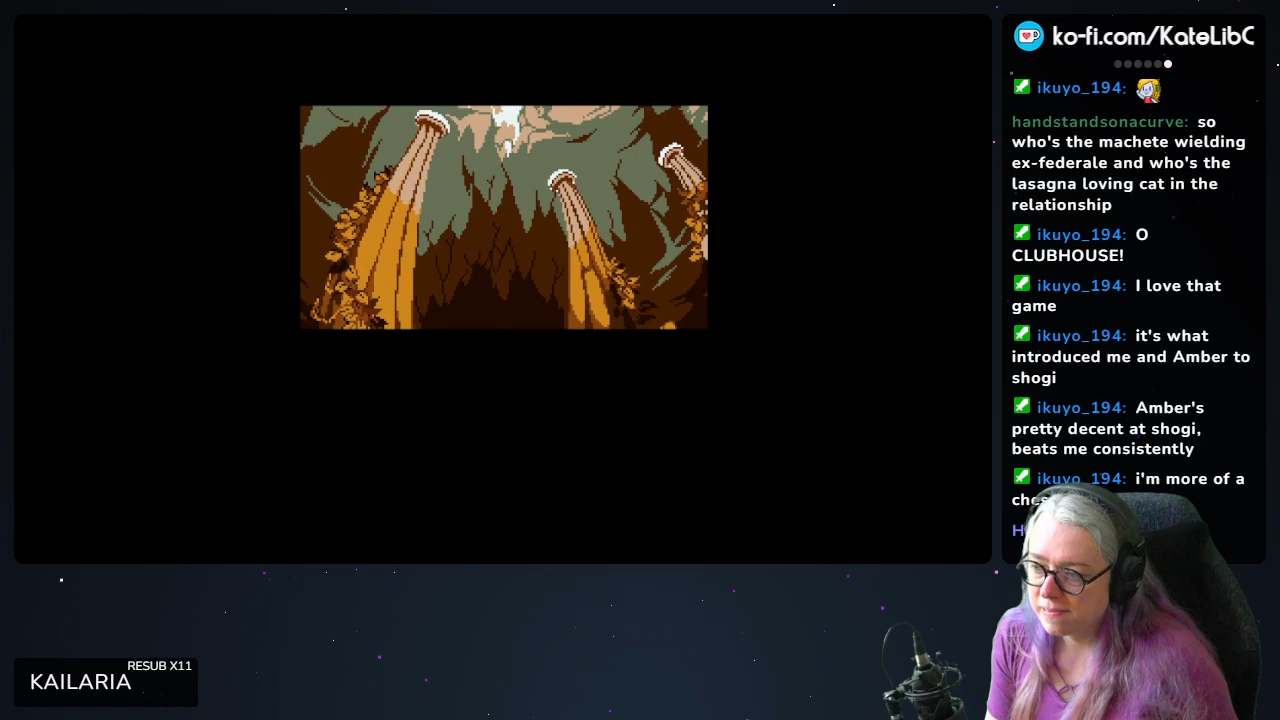 ko-fi.com/KateLibC
ikuyo_194:
handstandsonacurve: so
who's the machete wielding
ex-federale and who's the
lasagna loving cat in the
relationship
ikuyo_194: O
CLUBHOUSE!
ikuyo_194: I love that
game
ikuyo_194: it's what
introduced me and Amber to
shogi
ikuyo_194: Amber's
pretty decent at shogi,
beats me consistently
ikuyo_194: i'm more of a
RESUB X11
KAILARIA